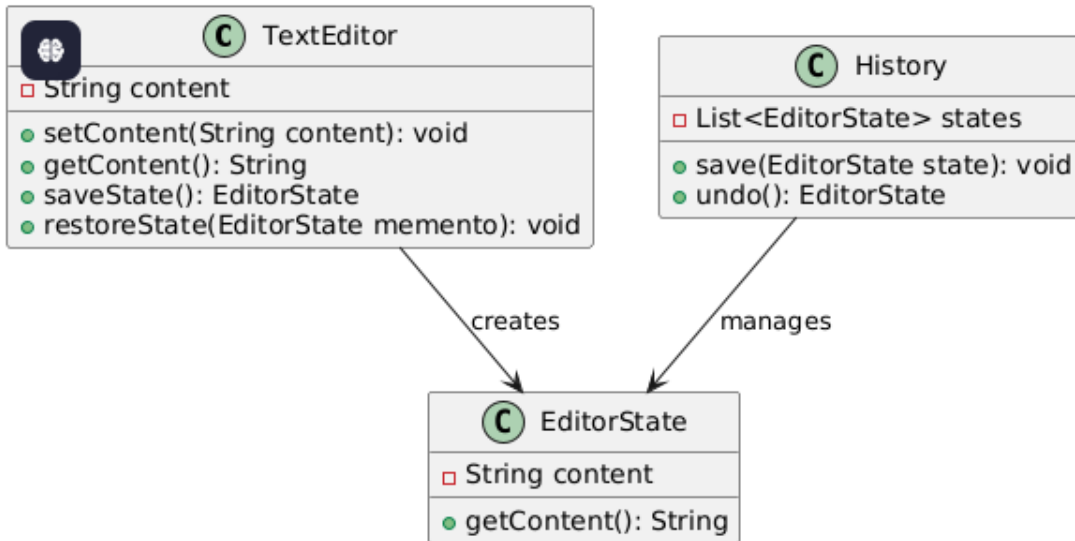 C TextEditor
String content
setContent(String content): void
getContent(): String
saveState(): EditorState
restoreState(EditorState memento): void
C History
List<EditorState> states
save(EditorState state): void
undo(): EditorState
creates
manages
C EditorState
String content
getContent(): String